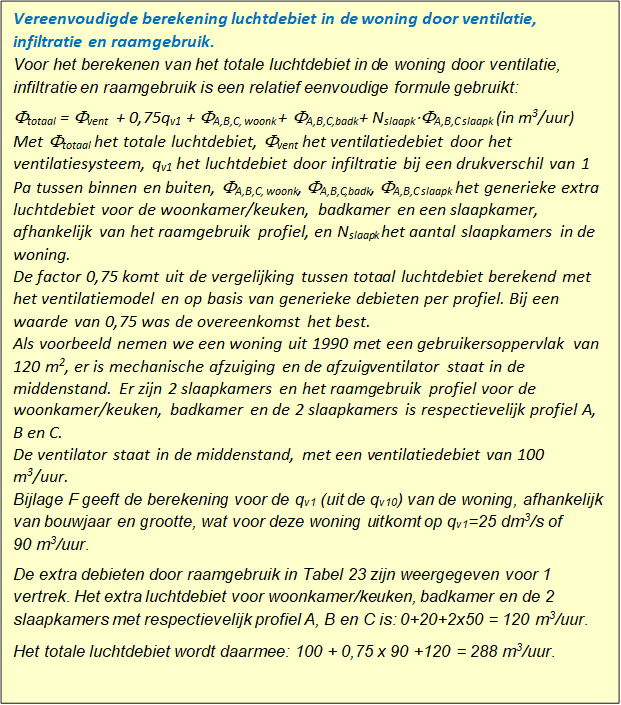 Vereenvoudigde berekening luchtdebiet in de woning door ventilatie,
infiltratie en raamgebruik.
Voor het berekenen van het totale luchtdebiet in de woning door ventilatie,
infiltratie en raamgebruik is een relatief eenvoudige formule gebruikt:
Φtotaal = Φvent + 0,75qv1 + ΦA,B,C, woonk + ΦA,B,C,badk + Nslaapk·ΦA,B,C slaapk (in m³/uur)
Met Φtotaal het totale luchtdebiet, Φvent het ventilatiedebiet door het
ventilatiesysteem, qv1 het luchtdebiet door infiltratie bij een drukverschil van 1
Pa tussen binnen en buiten, ΦA,B,C, woonk, ΦA,B,C,badk, ΦA,B,C slaapk het generieke extra
luchtdebiet voor de woonkamer/keuken, badkamer en een slaapkamer,
afhankelijk van het raamgebruik profiel, en Nslaapk het aantal slaapkamers in de
woning.
De factor 0,75 komt uit de vergelijking tussen totaal luchtdebiet berekend met
het ventilatiemodel en op basis van generieke debieten per profiel. Bij een
waarde van 0,75 was de overeenkomst het best.
Als voorbeeld nemen we een woning uit 1990 met een gebruikersoppervlak van
120 m², er is mechanische afzuiging en de afzuigventilator staat in de
middenstand. Er zijn 2 slaapkamers en het raamgebruik profiel voor de
woonkamer/keuken, badkamer en de 2 slaapkamers is respectievelijk profiel A,
B en C.
De ventilator staat in de middenstand, met een ventilatiedebiet van 100
m³/uur.
Bijlage F geeft de berekening voor de qv1 (uit de qv10) van de woning, afhankelijk
van bouwjaar en grootte, wat voor deze woning uitkomt op qv1=25 dm³/s of
90 m³/uur.
De extra debieten door raamgebruik in Tabel 23 zijn weergegeven voor 1
vertrek. Het extra luchtdebiet voor woonkamer/keuken, badkamer en de 2
slaapkamers met respectievelijk profiel A, B en C is: 0+20+2x50 = 120 m³/uur.
Het totale luchtdebiet wordt daarmee: 100 + 0,75 x 90 +120 = 288 m³/uur.